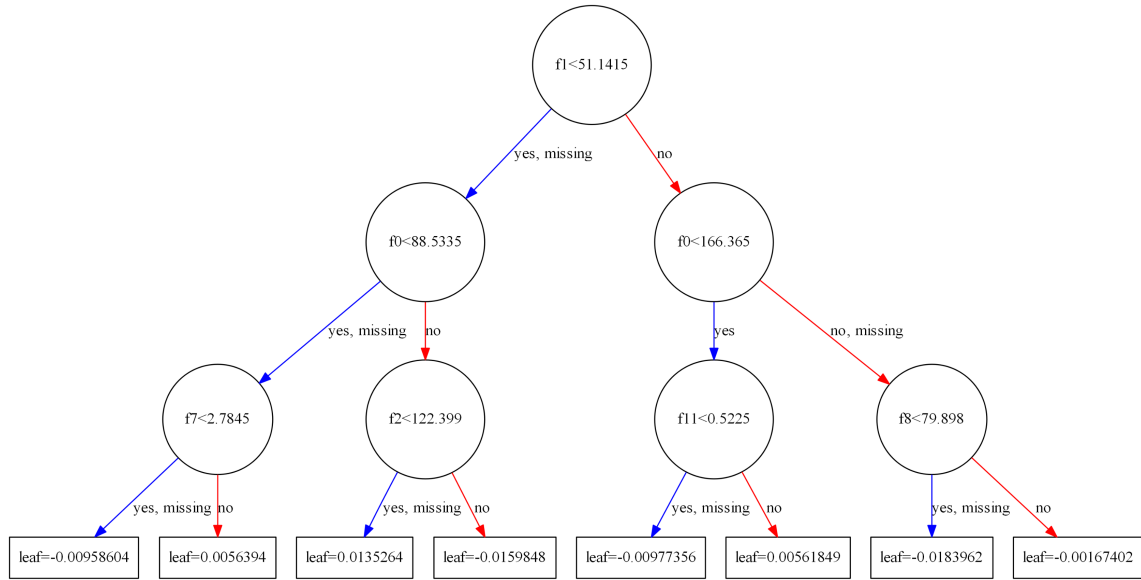 f1<51.1415
yes, missing
no
f0<88.5335
f0<166.365
yes, missing
no
yes
no, missing
f7<2.7845
f2<122.399
f11<0.5225
f8<79.898
yes, missing
no
yes, missing
no
yes, missing
no
yes, missing
no
leaf=-0.00958604
leaf=0.0056394
leaf=0.0135264
leaf=-0.0159848
leaf=-0.00977356
leaf=0.00561849
leaf=-0.0183962
leaf=-0.00167402